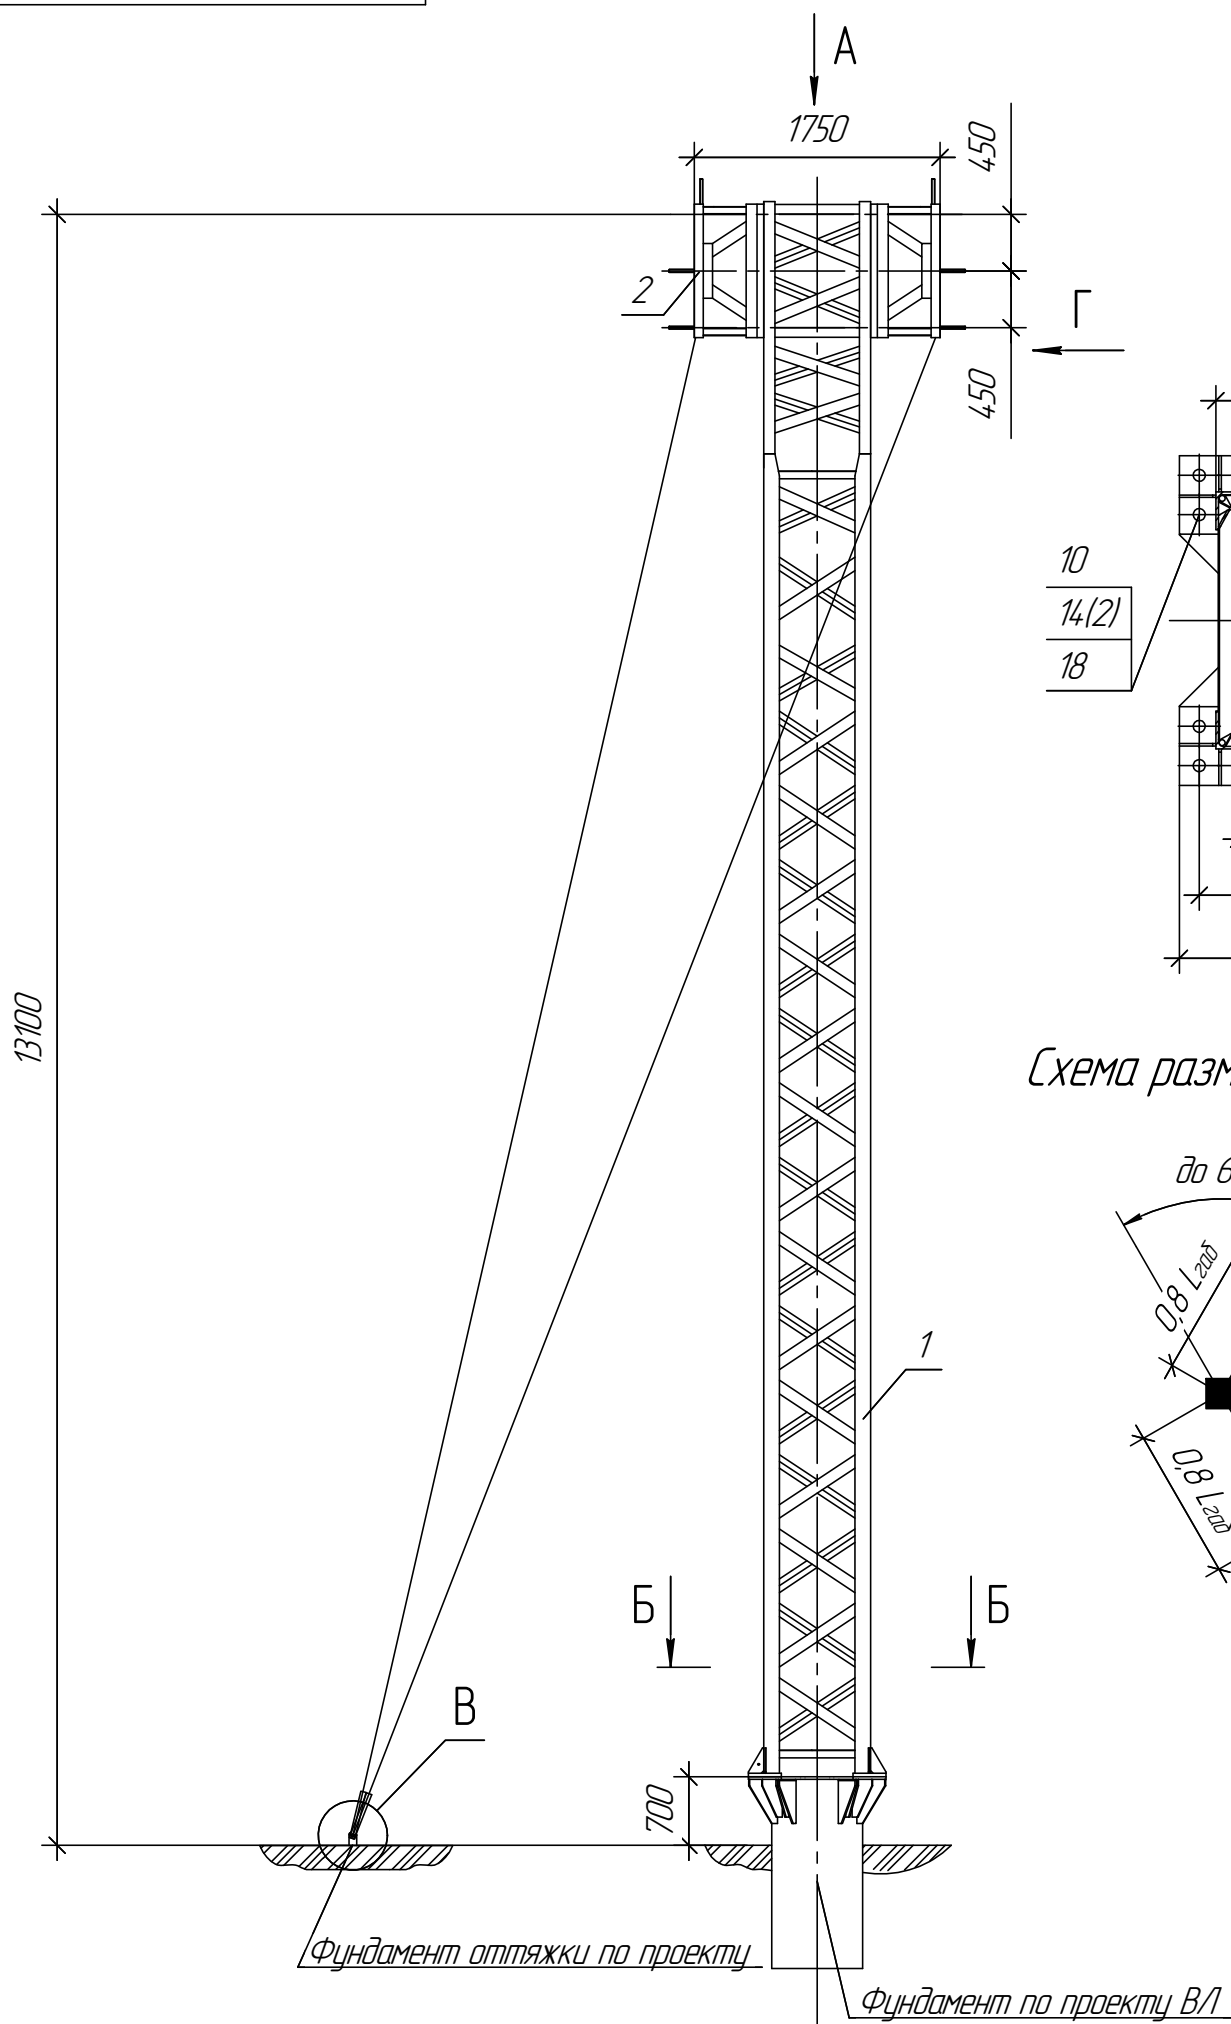 А
1750
450
2
Г
450
10
14(2)
18
13100
Схема разм
до 6
0,8 Lгаб
1
0,8 Lгаб
Б
Б
В
700
Фундамент оттяжки по проекту
Фундамент по проекту ВЛ